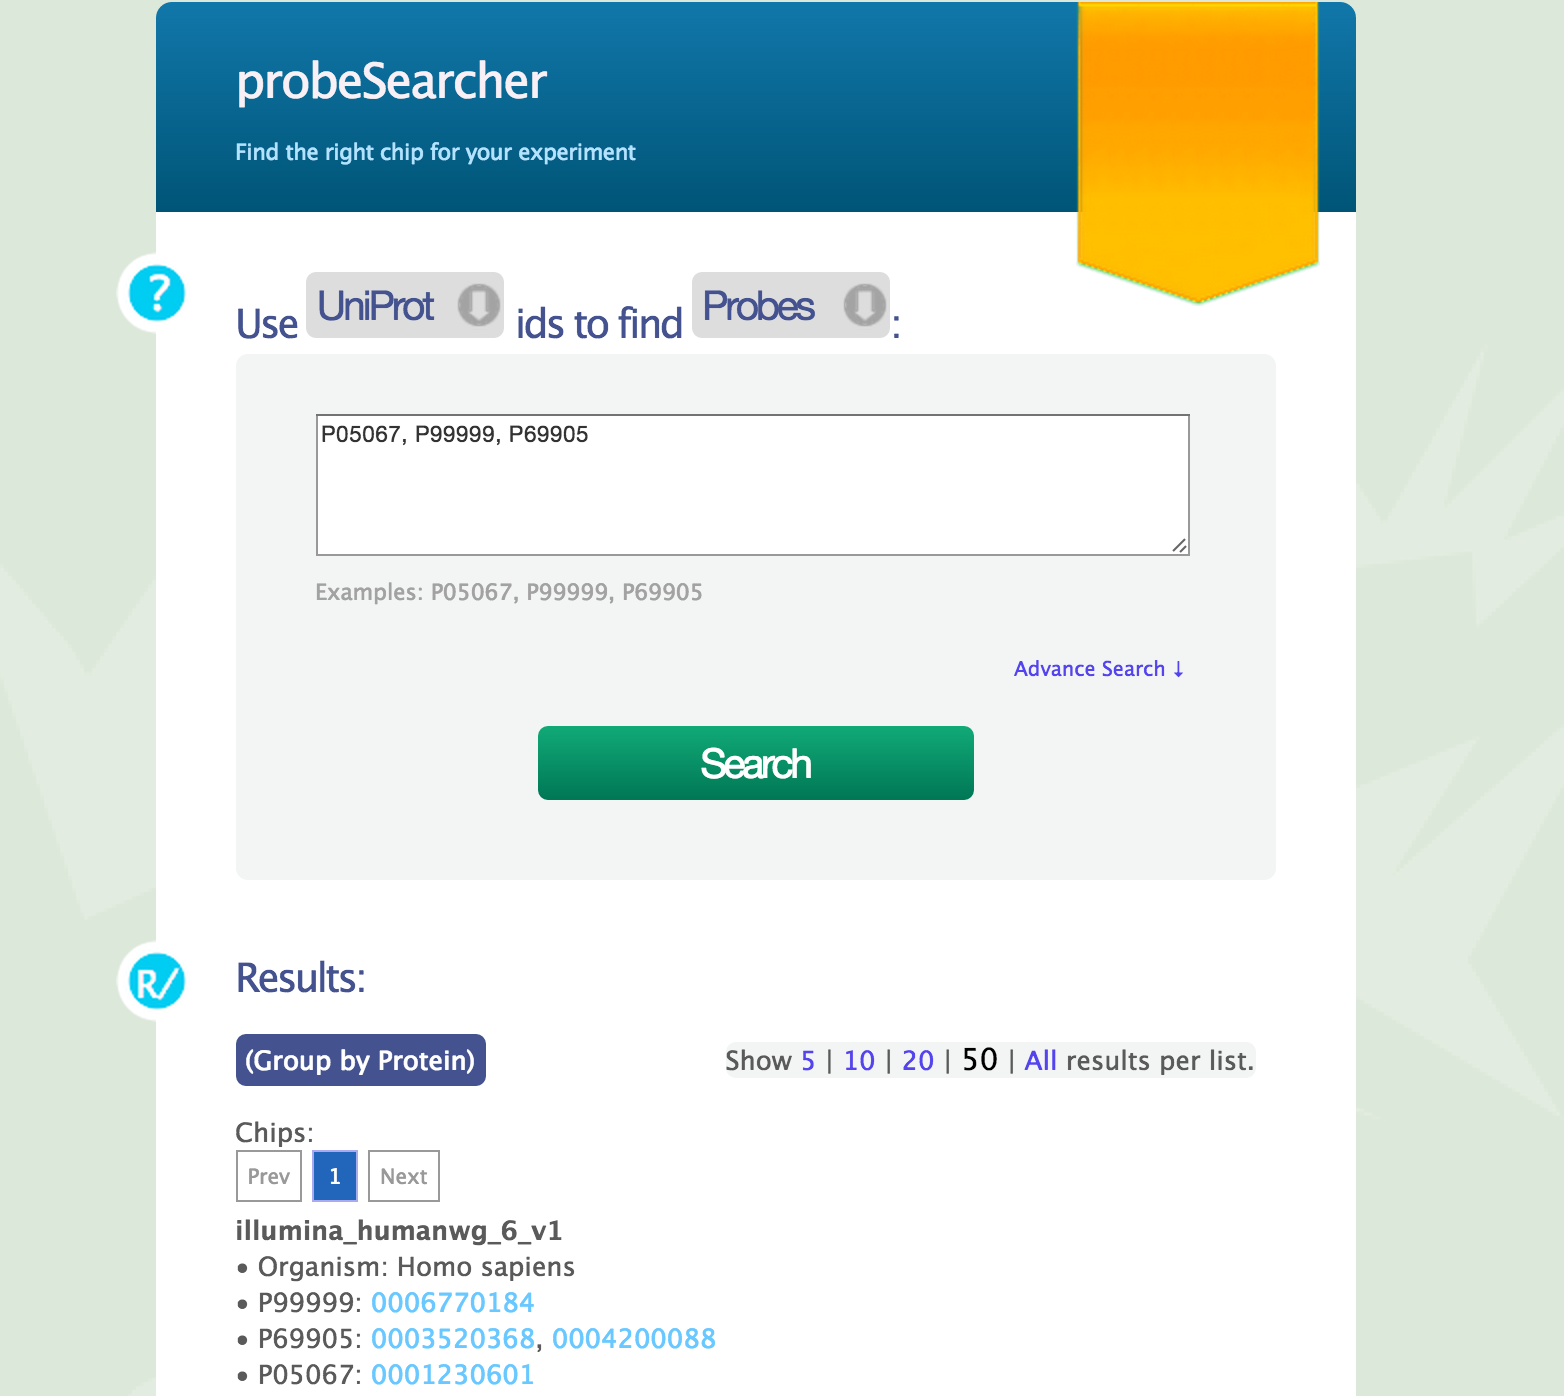 probeSearcher
Find the right chip for your experiment
?
Use UniProt ids to find Probes :
P05067, P99999, P69905
Examples: P05067, P99999, P69905
Advance Search ↓
Search
R/
Results:
(Group by Protein)
Show 5 | 10 | 20 | 50 | All results per list.
Chips:
Prev 1 Next
illumina_humanwg_6_v1
• Organism: Homo sapiens
• P99999: 0006770184
• P69905: 0003520368, 0004200088
• P05067: 0001230601